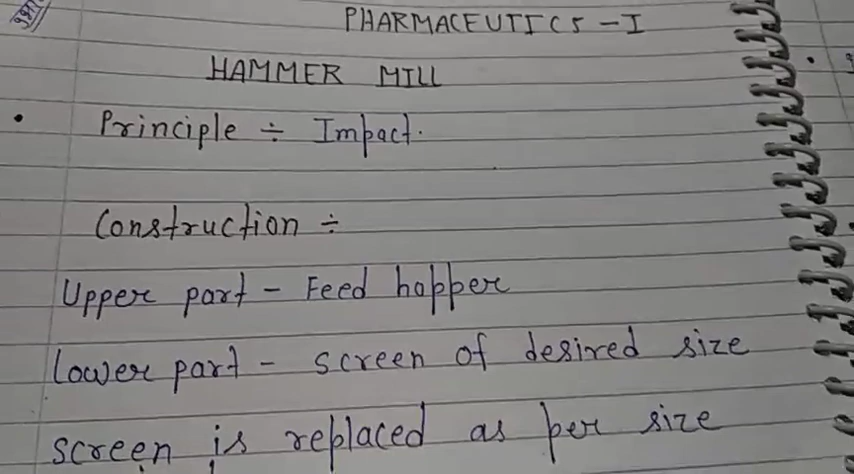 PHARMACEUTICS - I
HAMMER MILL
• Principle ÷ Impact.
Construction ÷
Upper part - Feed hopper
Lower part - screen of desired size
screen is replaced as per size